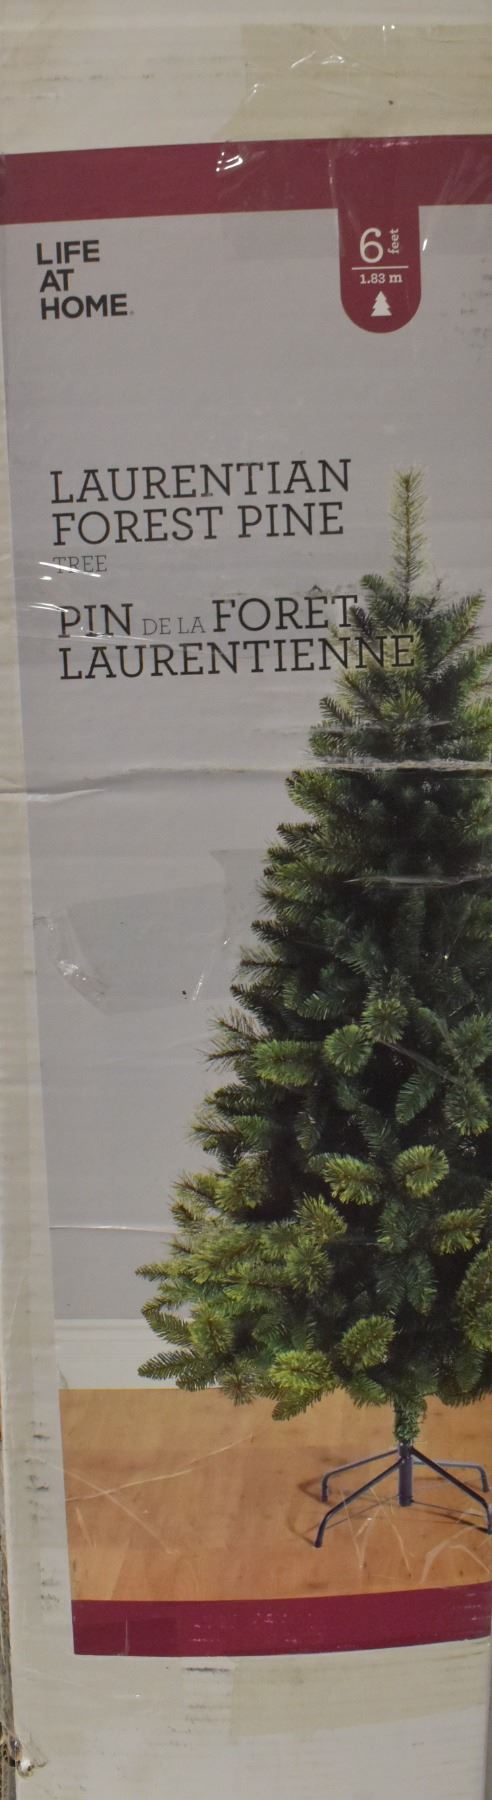 LIFE
AT
HOME
6 feet
1.83 m
LAURENTIAN
FOREST PINE
TREE
PIN DE LA FORÊT
LAURENTIENNE